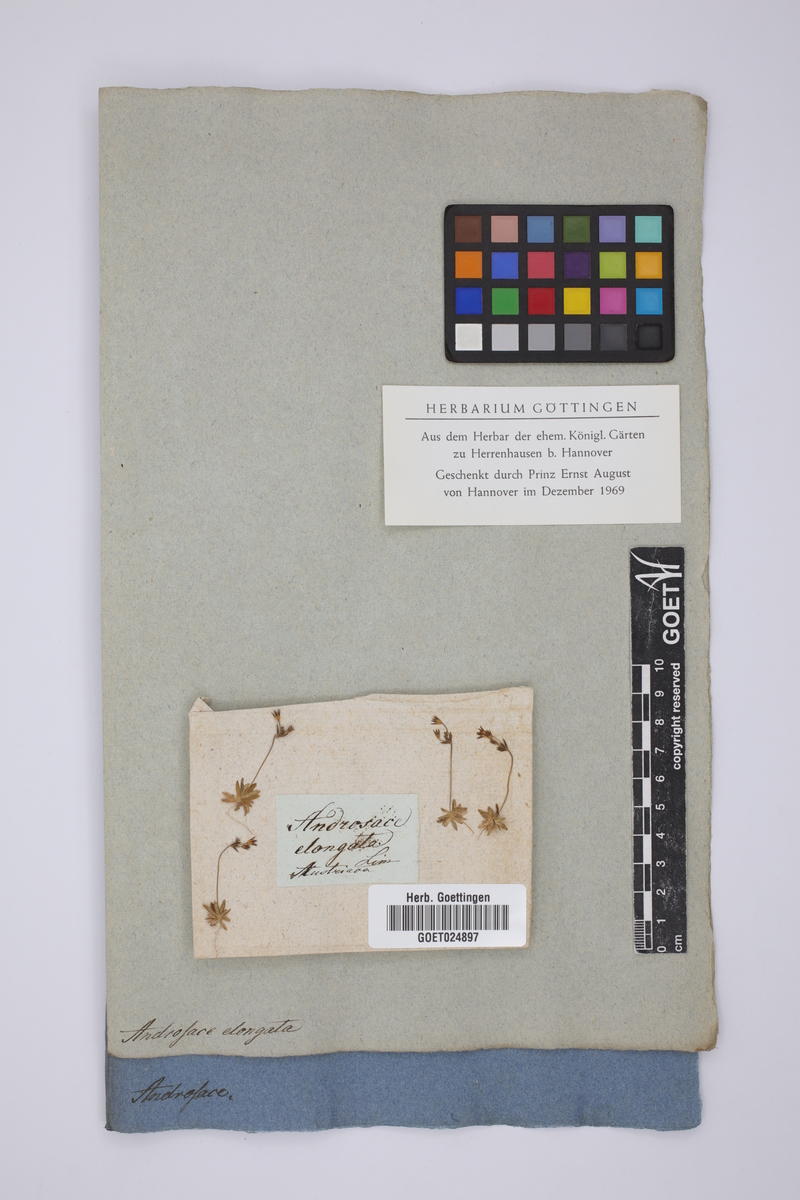 HERBARIUM GÖTTINGEN
Aus dem Herbar der ehem. Königl. Gärten
zu Herrenhausen b. Hannover
Geschenkt durch Prinz Ernst August
von Hannover im Dezember 1969
GOET
copyright reserved
0 1 2 3 4 5 6 7 8 9 10
cm
Androsace
elongata
Lin
Austriaca
Herb. Goettingen
GOET024897
Androſace elongata
Androſace.